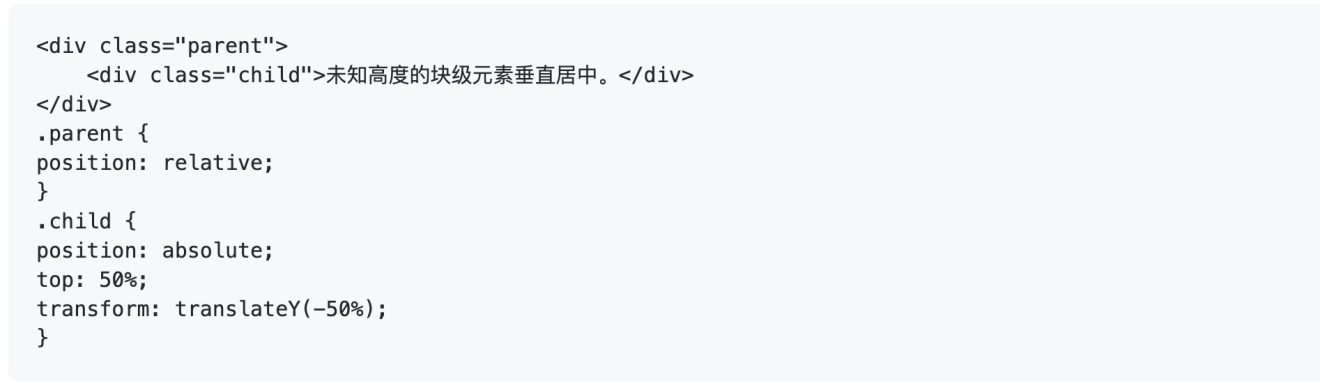 <div class="parent">
    <div class="child">未知高度的块级元素垂直居中。</div>
</div>
.parent {
position: relative;
}
.child {
position: absolute;
top: 50%;
transform: translateY(-50%);
}